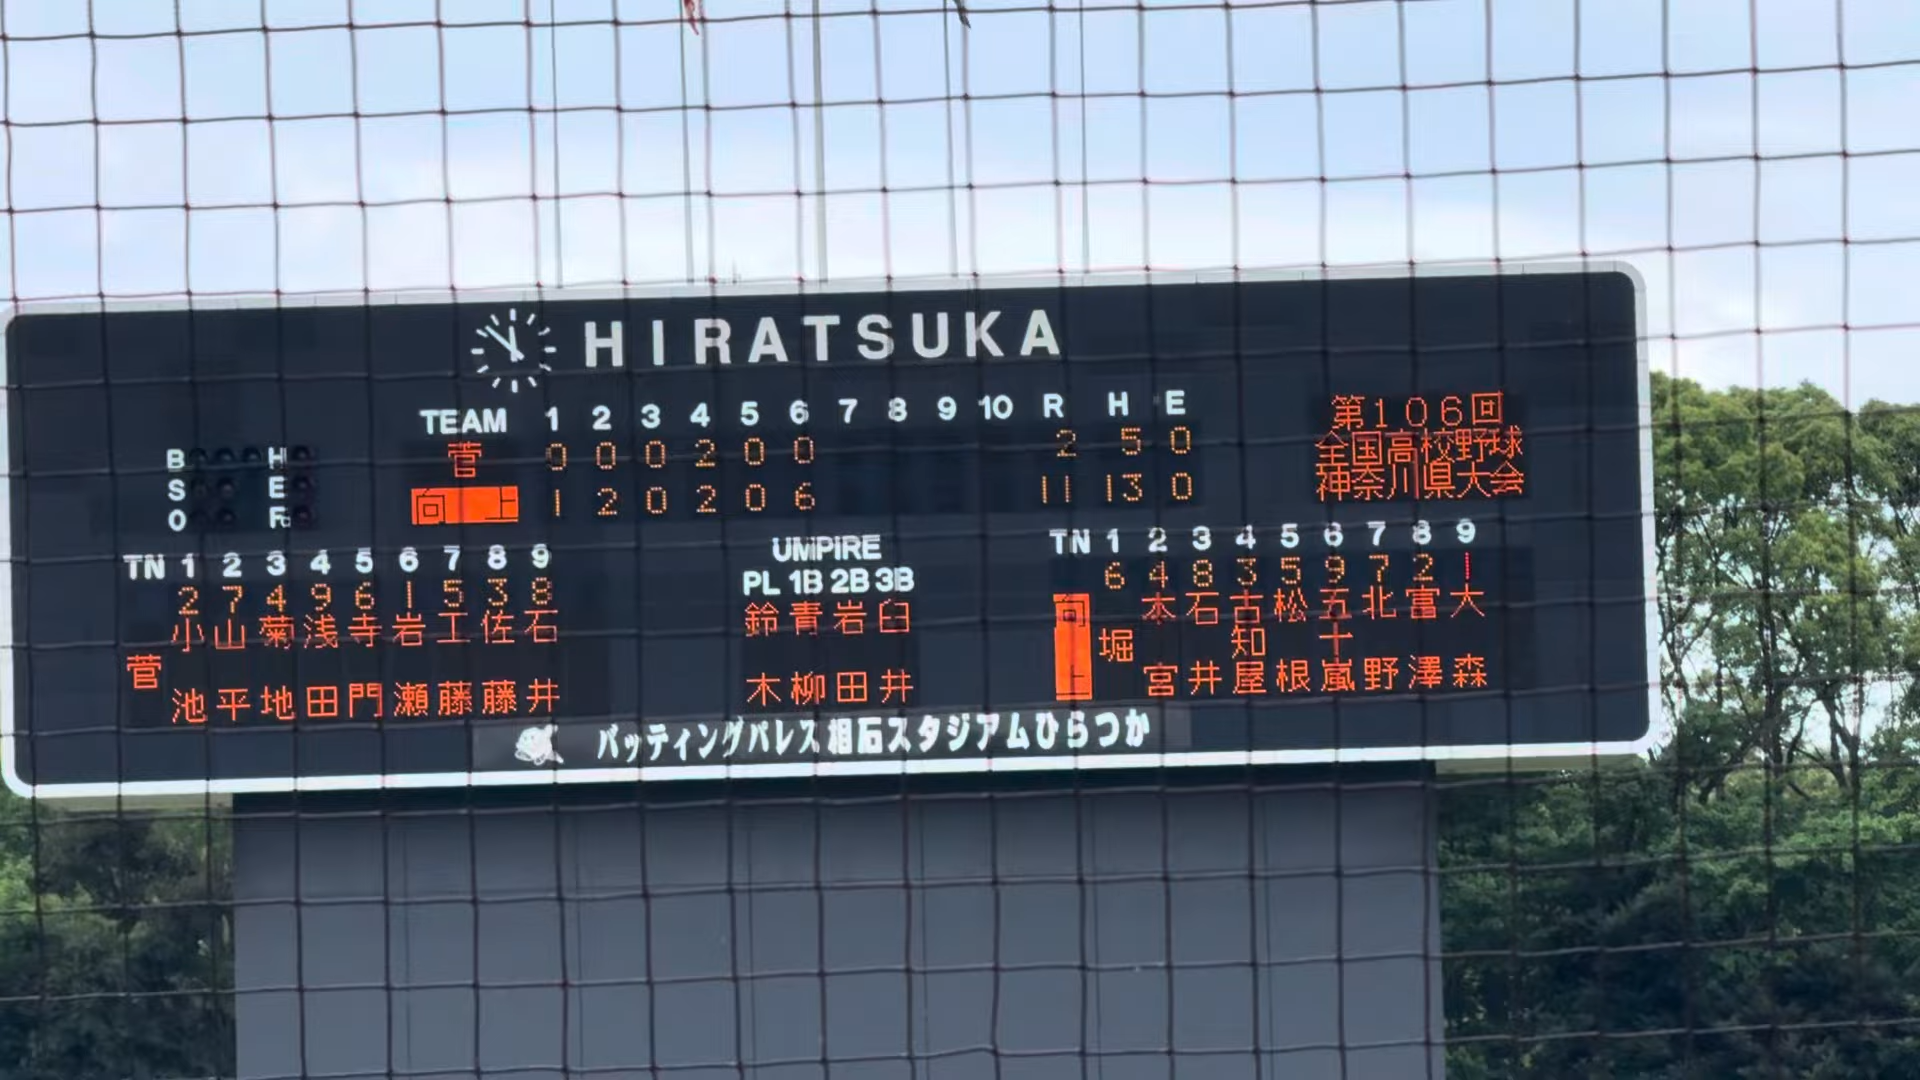 HIRATSUKA
TEAM 1 2 3 4 5 6 7 8 9 10 R H E
菅 0 0 0 2 0 0 2 5 0
向上 1 2 0 2 0 6 11 13 0
第106回
全国高校野球
神奈川県大会
B H
S E
O Fc
TN 1 2 3 4 5 6 7 8 9
2 7 4 9 6 1 5 3 8
菅 小池 山平 菊地 浅田 寺門 岩瀬 工藤 佐藤 石井
UMPIRE
PL 1B 2B 3B
鈴木 青柳 岩田 臼井
TN 1 2 3 4 5 6 7 8 9
6 4 8 3 5 9 7 2 1
向上 堀 本宮 石井 古知屋 松根 五十嵐 北野 富澤 大森
バッティングパレス相石スタジアムひらつか